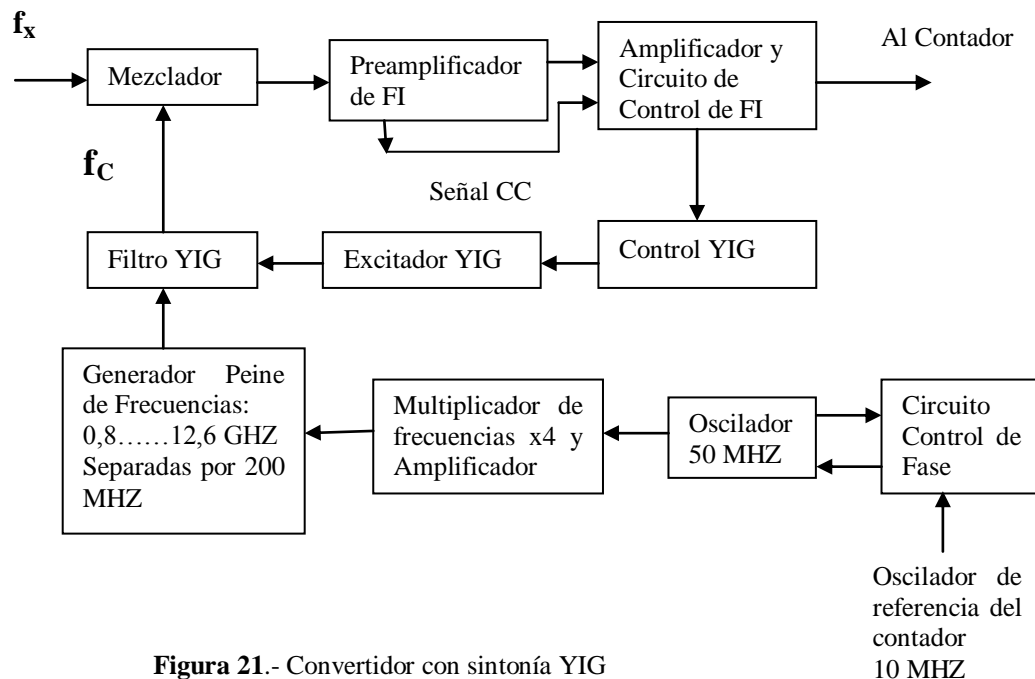 fx
Mezclador
Preamplificador
de FI
Amplificador y
Circuito de
Control de FI
Al Contador
fC
Señal CC
Filtro YIG
Excitador YIG
Control YIG
Generador Peine
de Frecuencias:
0,8......12,6 GHZ
Separadas por 200
MHZ
Multiplicador de
frecuencias x4 y
Amplificador
Oscilador
50 MHZ
Circuito
Control de
Fase
Oscilador de
referencia del
contador
10 MHZ
Figura 21.- Convertidor con sintonía YIG